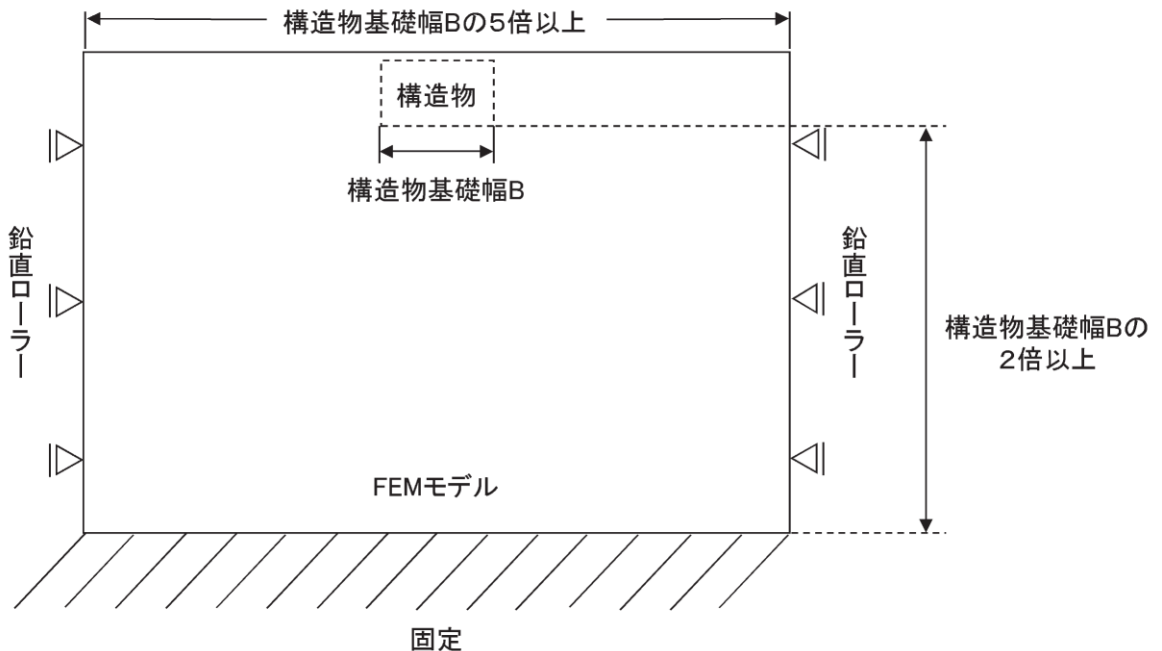 構造物基礎幅Bの5倍以上
構造物
構造物基礎幅B
鉛直ローラー
鉛直ローラー
構造物基礎幅Bの
2倍以上
FEMモデル
固定